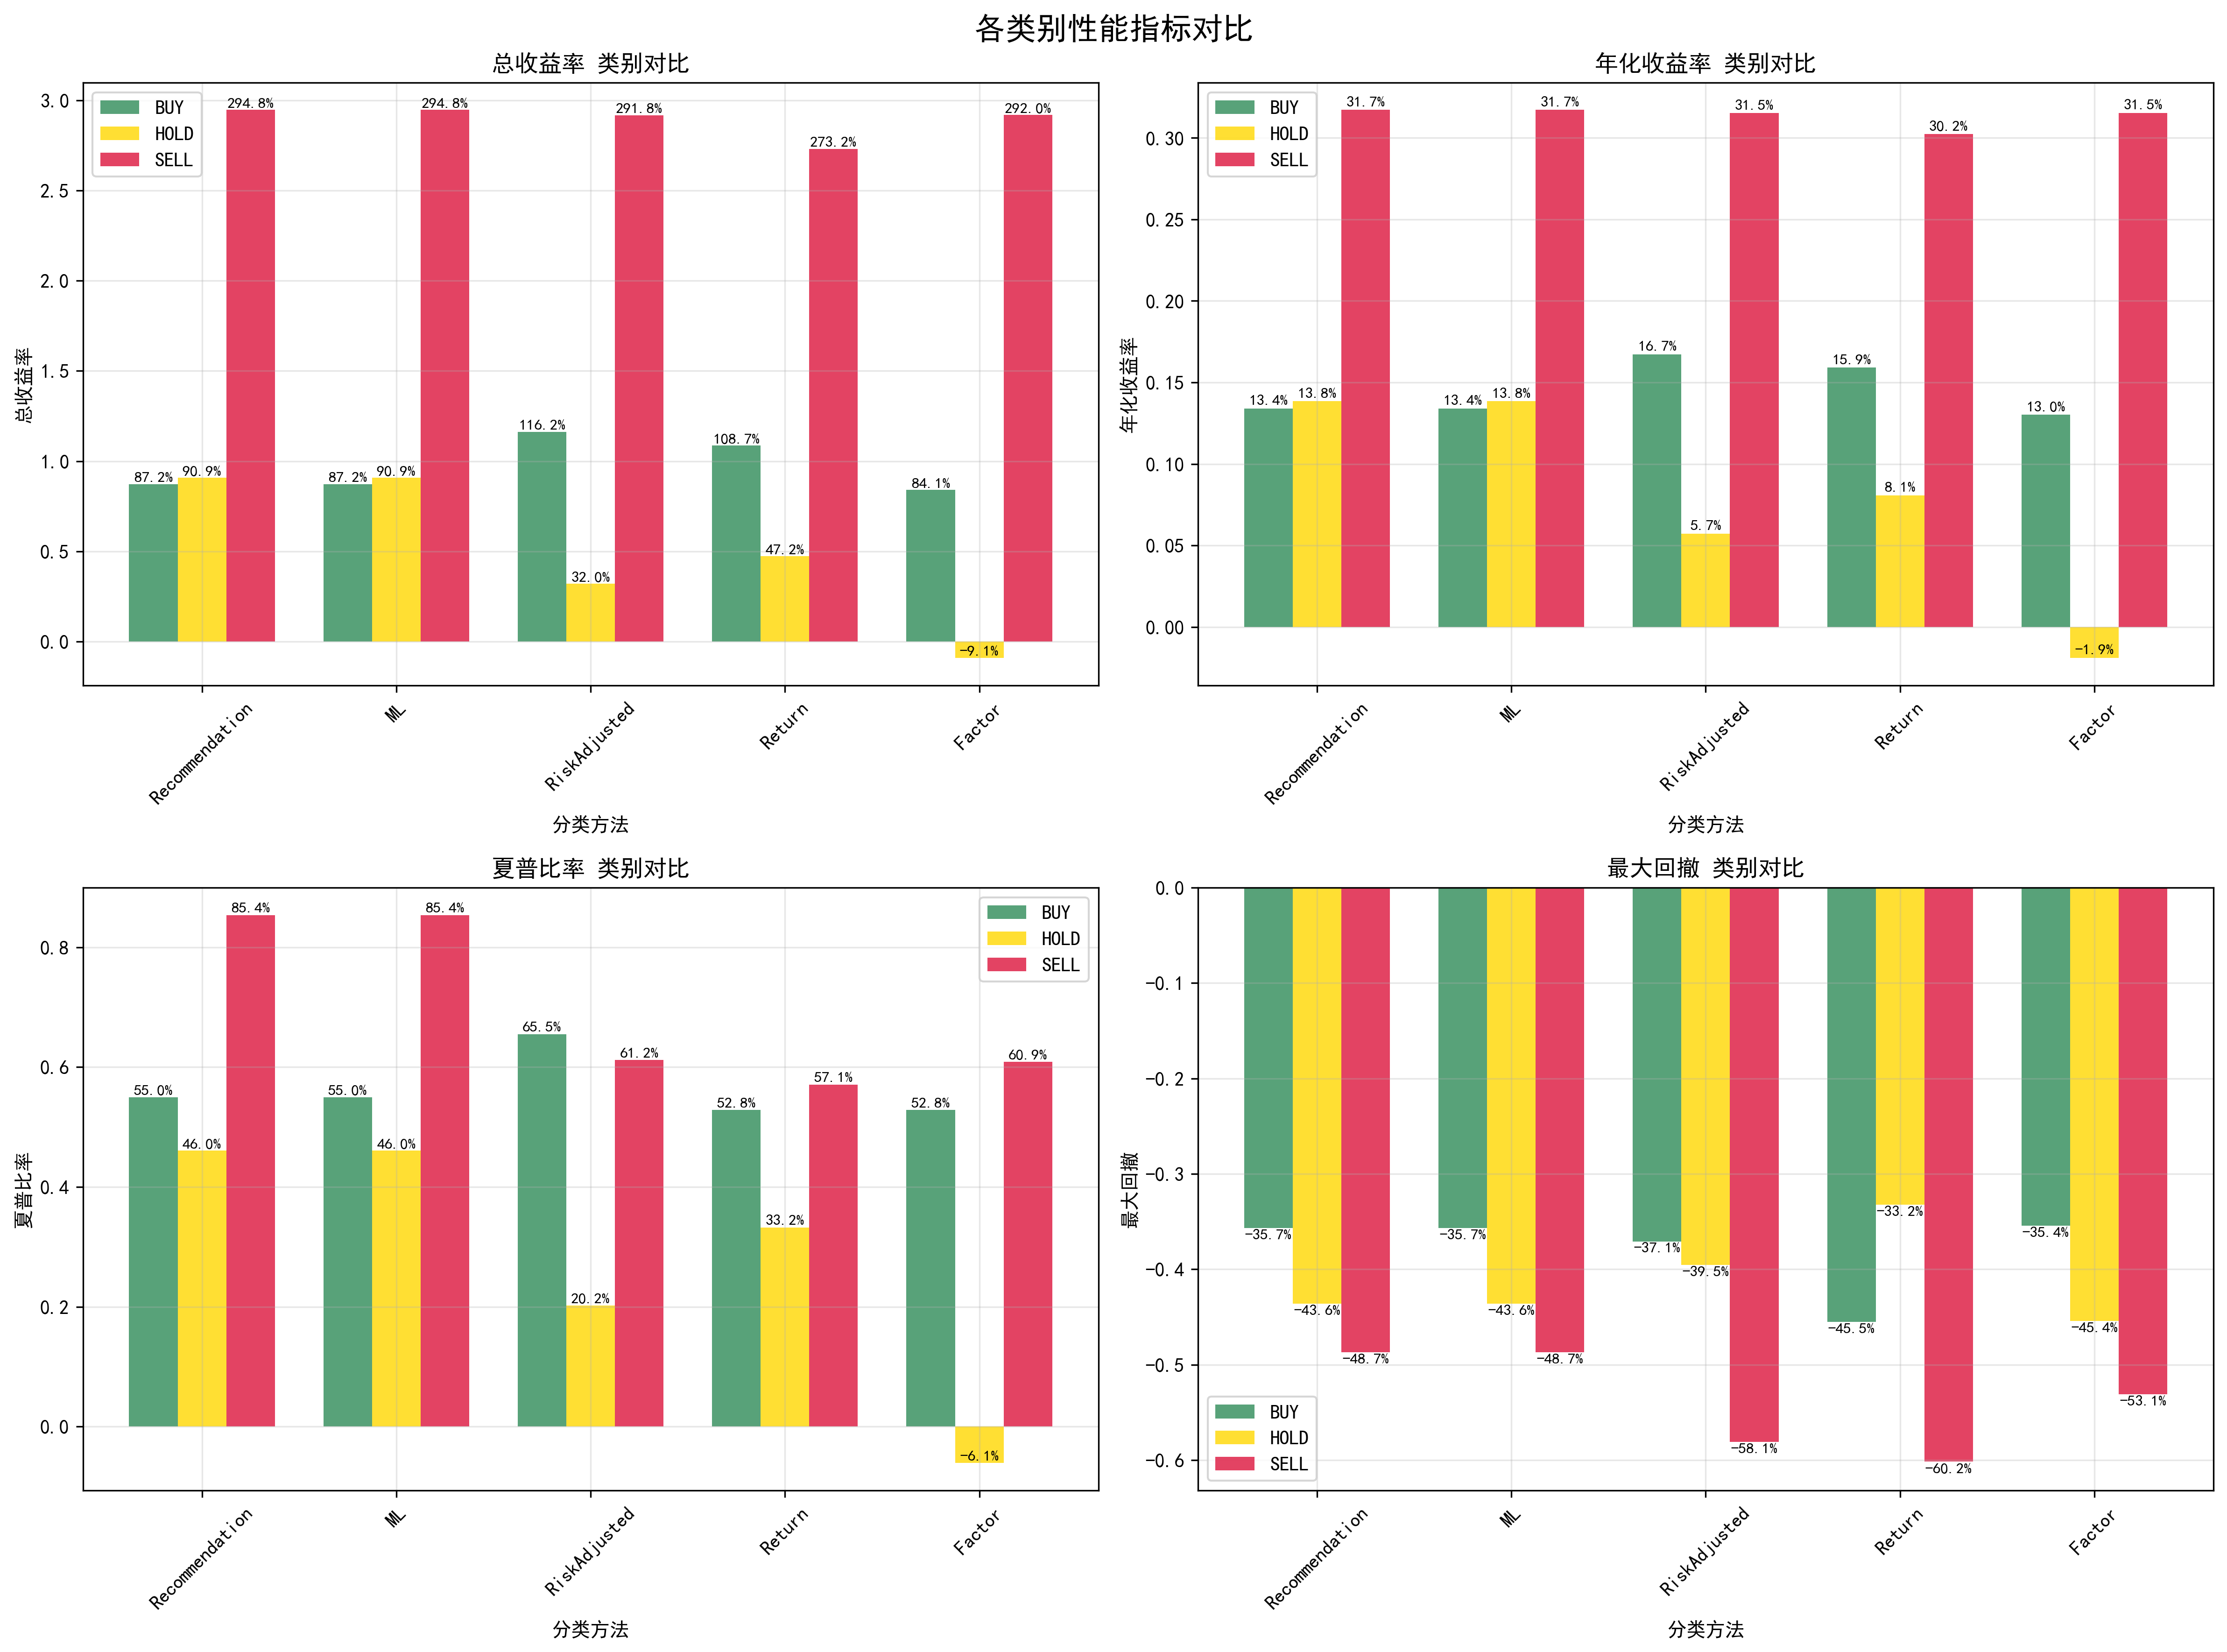 各类别性能指标对比
总收益率 类别对比
3.0
2.5
2.0
1.5
1.0
0.5
0.0
总收益率
BUY
HOLD
SELL
87.2%
90.9%
294.8%
87.2%
90.9%
294.8%
116.2%
32.0%
291.8%
108.7%
47.2%
273.2%
84.1%
-9.1%
292.0%
Recommendation
ML
RiskAdjusted
Return
Factor
分类方法
年化收益率 类别对比
0.30
0.25
0.20
0.15
0.10
0.05
0.00
年化收益率
BUY
HOLD
SELL
13.4%
13.8%
31.7%
13.4%
13.8%
31.7%
16.7%
5.7%
31.5%
15.9%
8.1%
30.2%
13.0%
-1.9%
31.5%
Recommendation
ML
RiskAdjusted
Return
Factor
分类方法
夏普比率 类别对比
0.8
0.6
0.4
0.2
0.0
夏普比率
BUY
HOLD
SELL
55.0%
46.0%
85.4%
55.0%
46.0%
85.4%
65.5%
20.2%
61.2%
52.8%
33.2%
57.1%
52.8%
-6.1%
60.9%
Recommendation
ML
RiskAdjusted
Return
Factor
分类方法
最大回撤 类别对比
0.0
-0.1
-0.2
-0.3
-0.4
-0.5
-0.6
最大回撤
BUY
HOLD
SELL
-35.7%
-43.6%
-48.7%
-35.7%
-43.6%
-48.7%
-37.1%
-39.5%
-58.1%
-45.5%
-33.2%
-60.2%
-35.4%
-45.4%
-53.1%
Recommendation
ML
RiskAdjusted
Return
Factor
分类方法